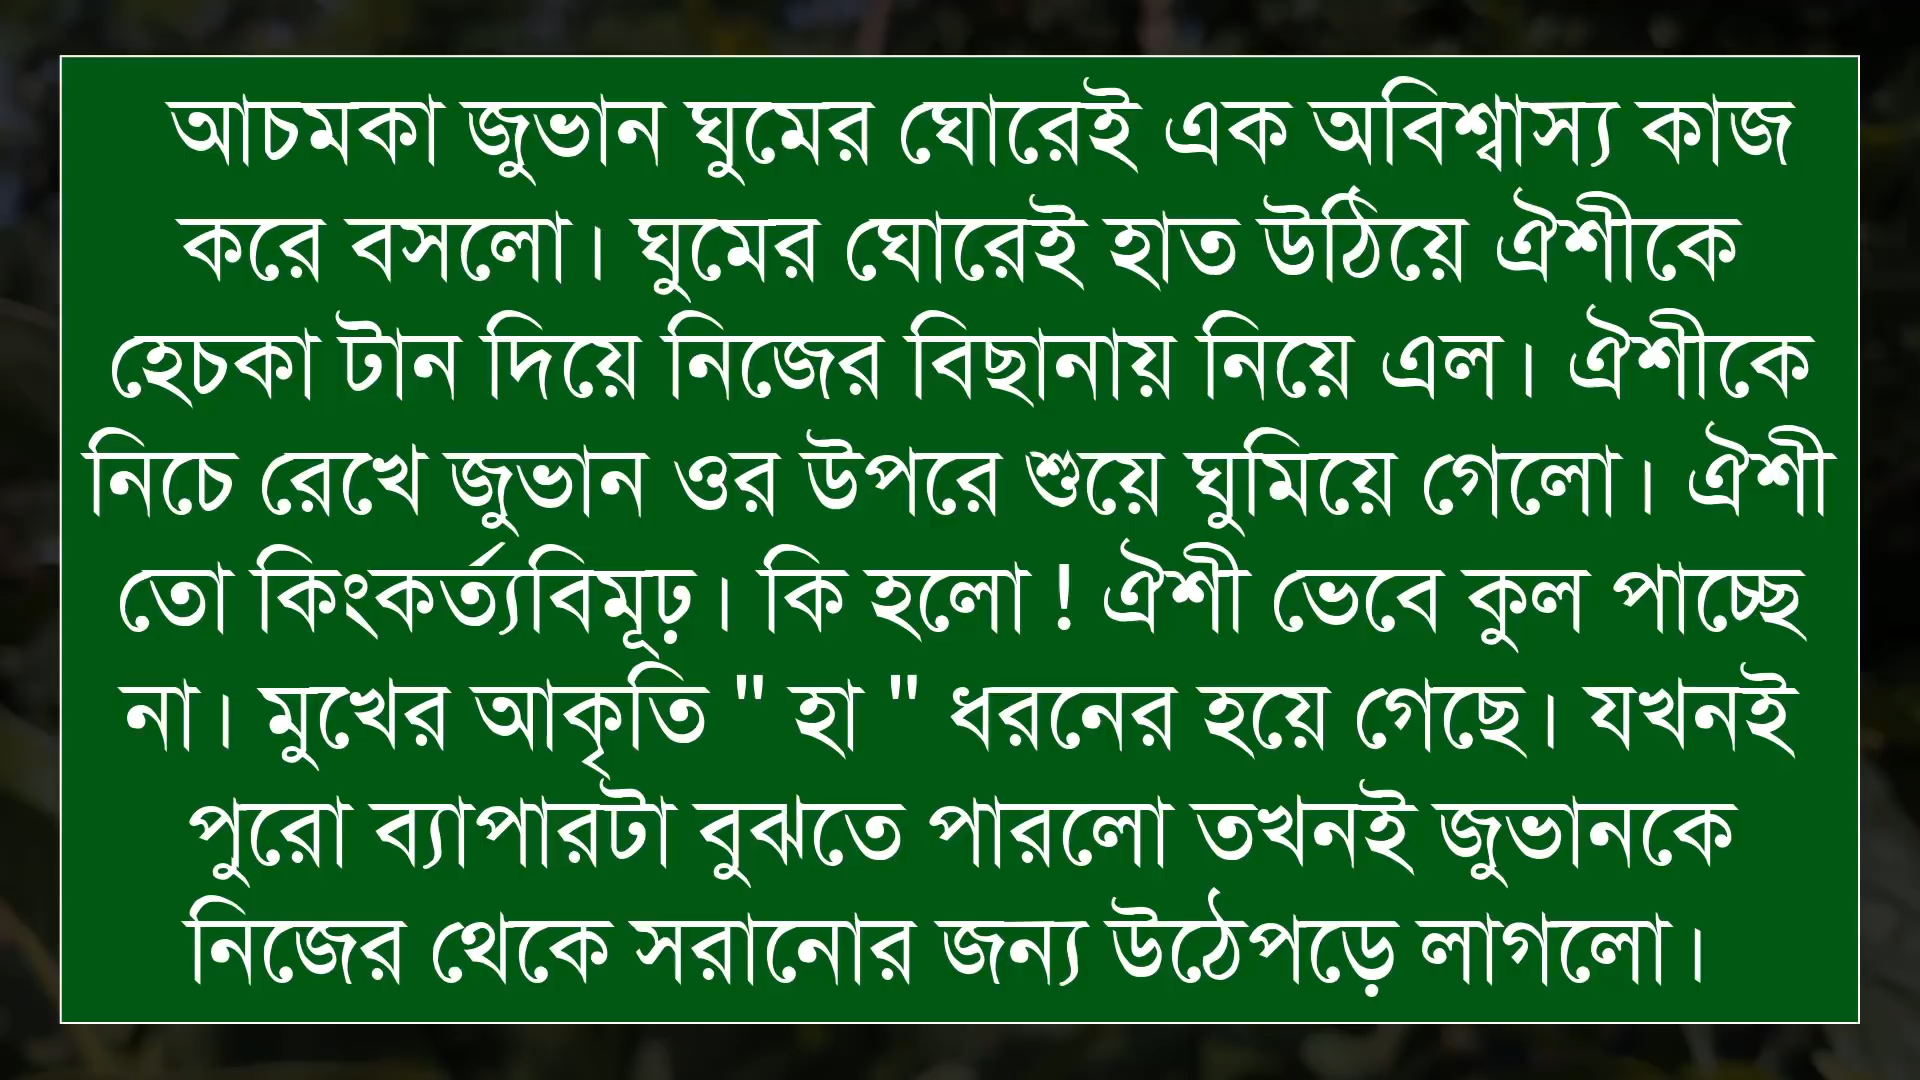 আচমকা জুভান ঘুমের ঘোরেই এক অবিশ্বাস্য কাজ
করে বসলো। ঘুমের ঘোরেই হাত উঠিয়ে ঐশীকে
হেচকা টান দিয়ে নিজের বিছানায় নিয়ে এল। ঐশীকে
নিচে রেখে জুভান ওর উপরে শুয়ে ঘুমিয়ে গেলো। ঐশী
তো কিংকর্ত্যবিমূঢ়। কি হলো ! ঐশী ভেবে কুল পাচ্ছে
না। মুখের আকৃতি " হা " ধরনের হয়ে গেছে। যখনই
পুরো ব্যাপারটা বুঝতে পারলো তখনই জুভানকে
নিজের থেকে সরানোর জন্য উঠেপড়ে লাগলো।